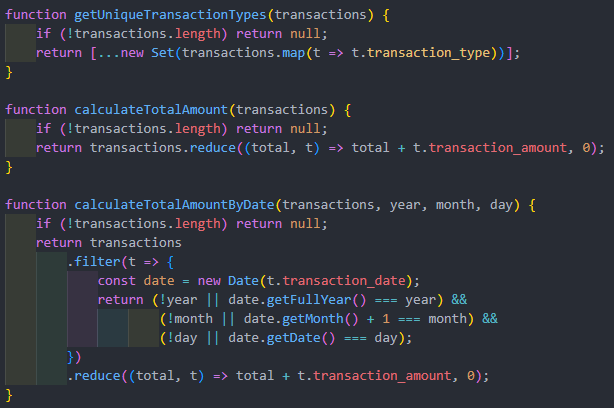 function getUniqueTransactionTypes(transactions) {
    if (!transactions.length) return null;
    return [...new Set(transactions.map(t => t.transaction_type))];
}

function calculateTotalAmount(transactions) {
    if (!transactions.length) return null;
    return transactions.reduce((total, t) => total + t.transaction_amount, 0);
}

function calculateTotalAmountByDate(transactions, year, month, day) {
    if (!transactions.length) return null;
    return transactions
        .filter(t => {
            const date = new Date(t.transaction_date);
            return (!year || date.getFullYear() === year) &&
                   (!month || date.getMonth() + 1 === month) &&
                   (!day || date.getDate() === day);
        })
        .reduce((total, t) => total + t.transaction_amount, 0);
}